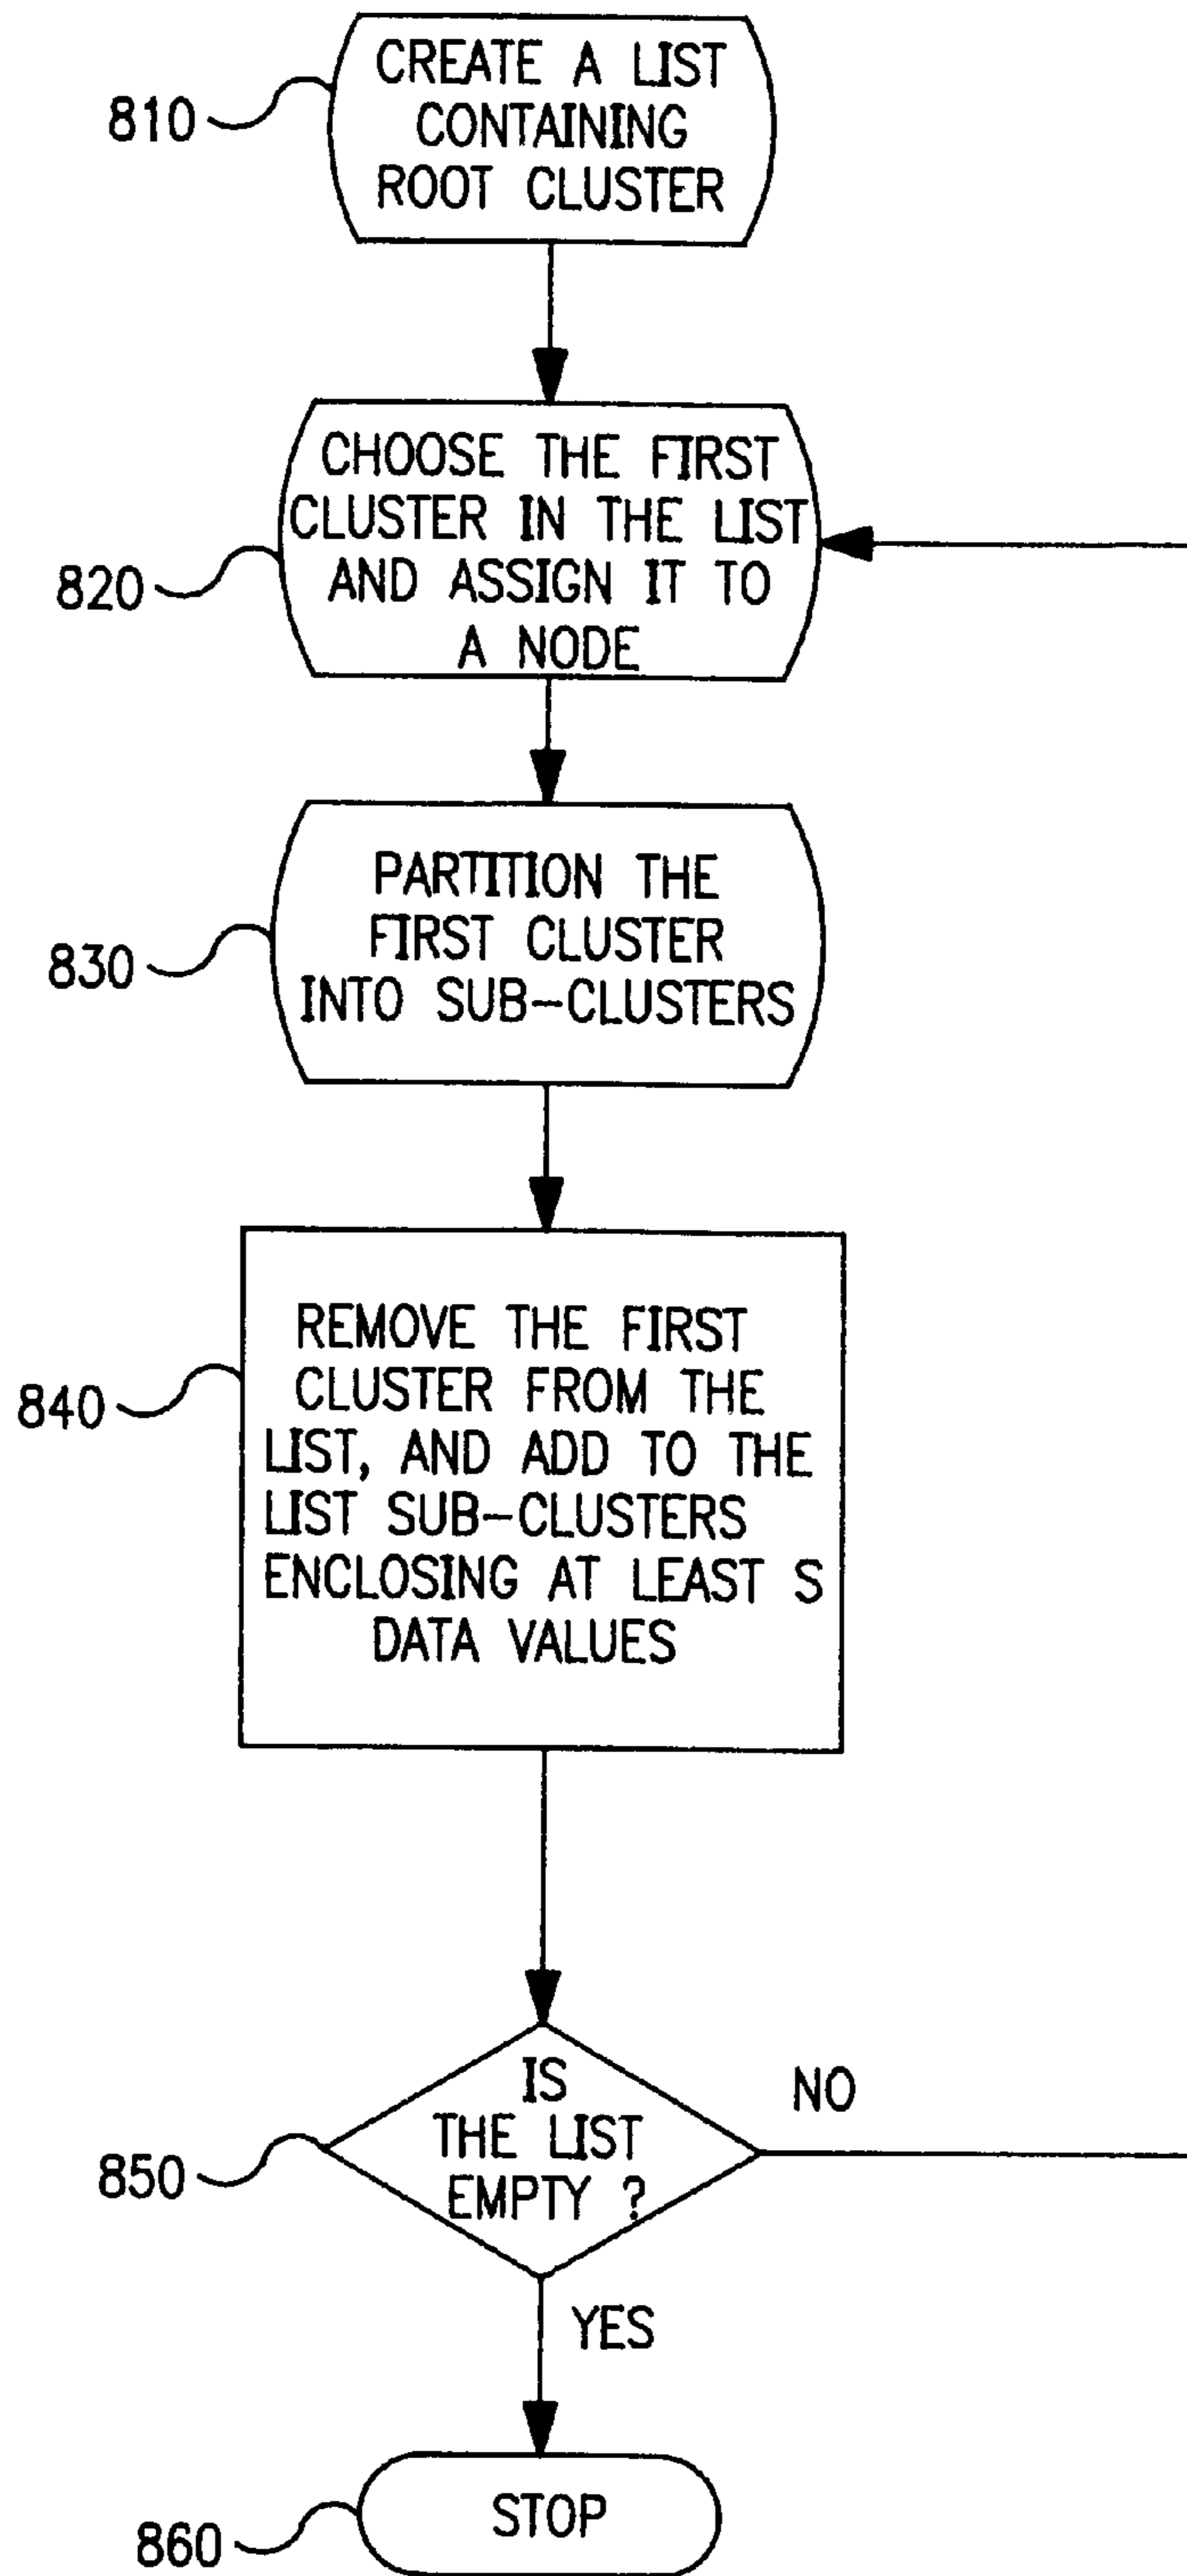 CREATE A LIST
CONTAINING
ROOT CLUSTER
810
CHOOSE THE FIRST
CLUSTER IN THE LIST
AND ASSIGN IT TO
A NODE
820
PARTITION THE
FIRST CLUSTER
INTO SUB-CLUSTERS
830
REMOVE THE FIRST
CLUSTER FROM THE
LIST, AND ADD TO THE
LIST SUB-CLUSTERS
ENCLOSING AT LEAST S
DATA VALUES
840
IS
THE LIST
EMPTY ?
850
NO
YES
STOP
860